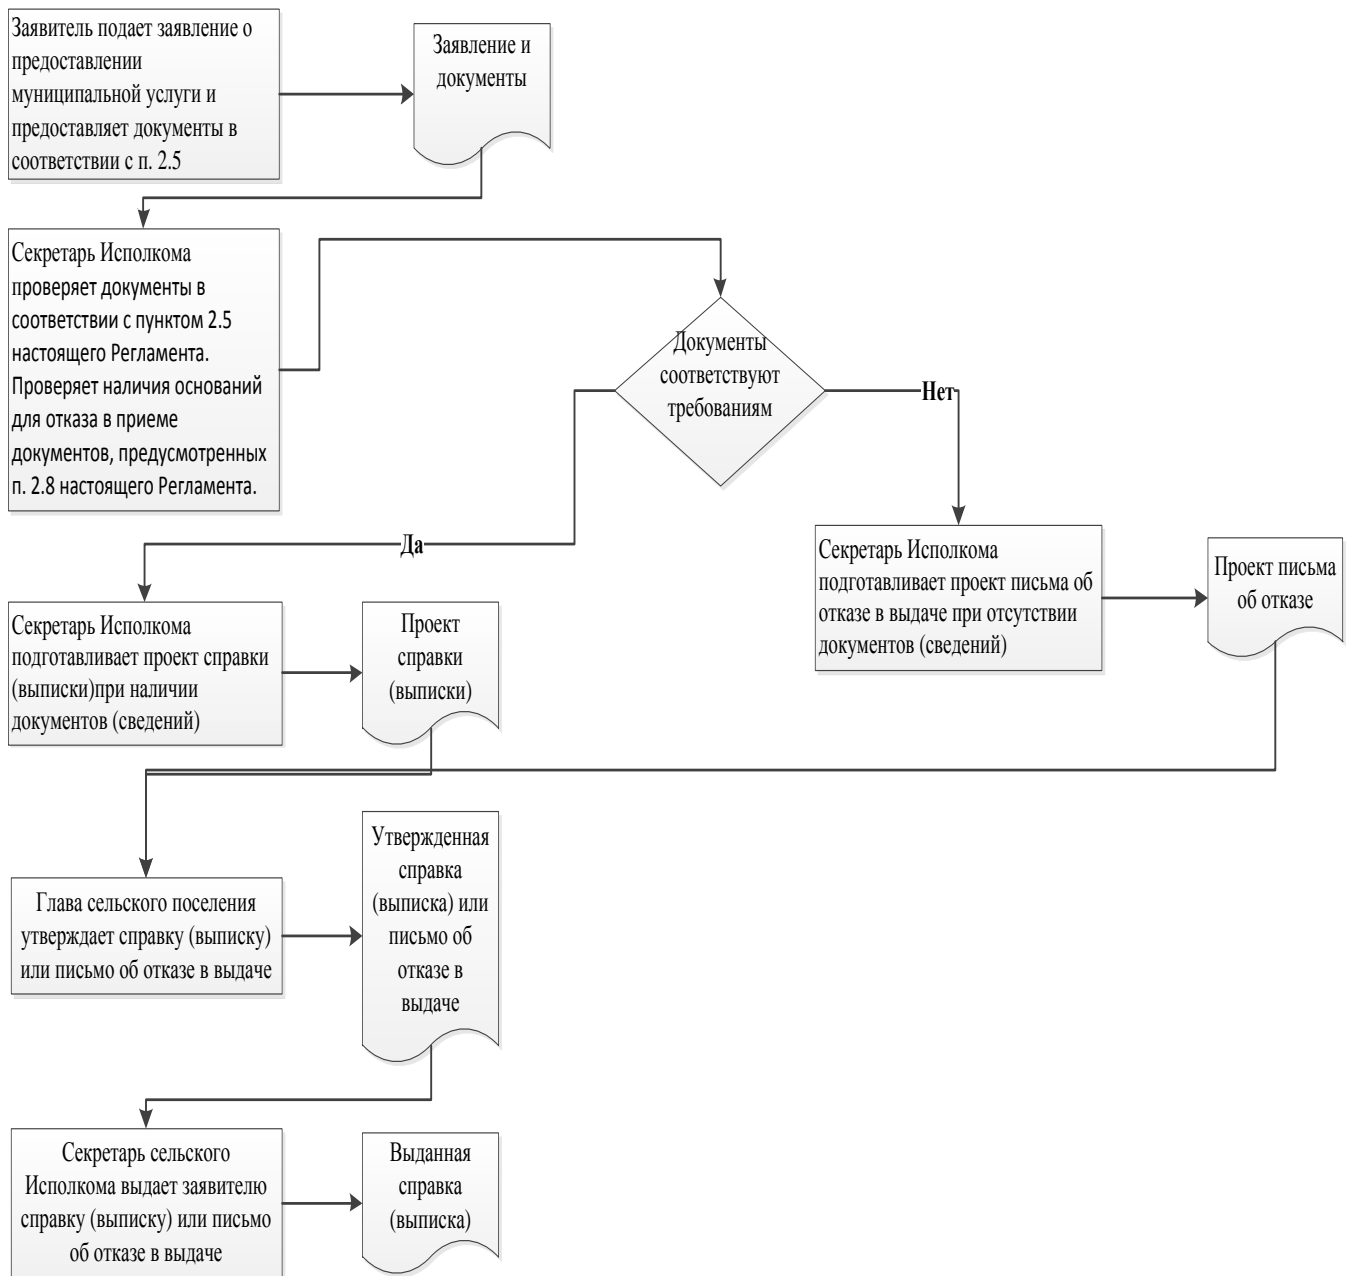 Заявитель подает заявление о
предоставлении
муниципальной услуги и
предоставляет документы в
соответствии с п. 2.5
Заявление и
документы
Секретарь Исполкома
проверяет документы в
соответствии с пунктом 2.5
настоящего Регламента.
Проверяет наличия оснований
для отказа в приеме
документов, предусмотренных
п. 2.8 настоящего Регламента.
Документы
соответствуют
требованиям
Нет
Да
Секретарь Исполкома
подготавливает проект письма об
отказе в выдаче при отсутствии
документов (сведений)
Проект письма
об отказе
Секретарь Исполкома
подготавливает проект справки
(выписки)при наличии
документов (сведений)
Проект
справки
(выписки)
Глава сельского поселения
утверждает справку (выписку)
или письмо об отказе в выдаче
Утвержденная
справка
(выписка) или
письмо об
отказе в
выдаче
Секретарь сельского
Исполкома выдает заявителю
справку (выписку) или письмо
об отказе в выдаче
Выданная
справка
(выписка)